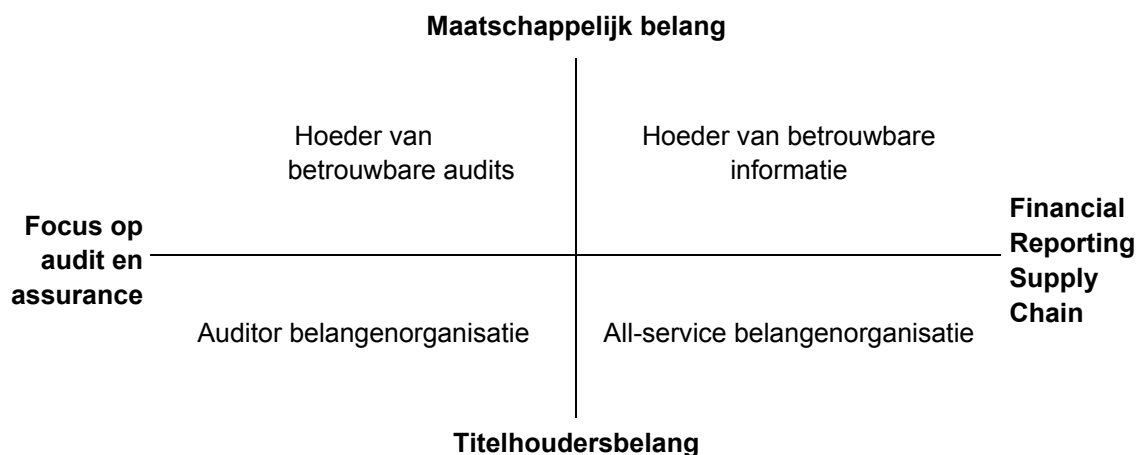 Maatschappelijk belang
Hoeder van
betrouwbare audits
Hoeder van betrouwbare
informatie
Focus op
audit en
assurance
Financial
Reporting
Supply
Chain
Auditor belangenorganisatie
All-service belangenorganisatie
Titelhoudersbelang